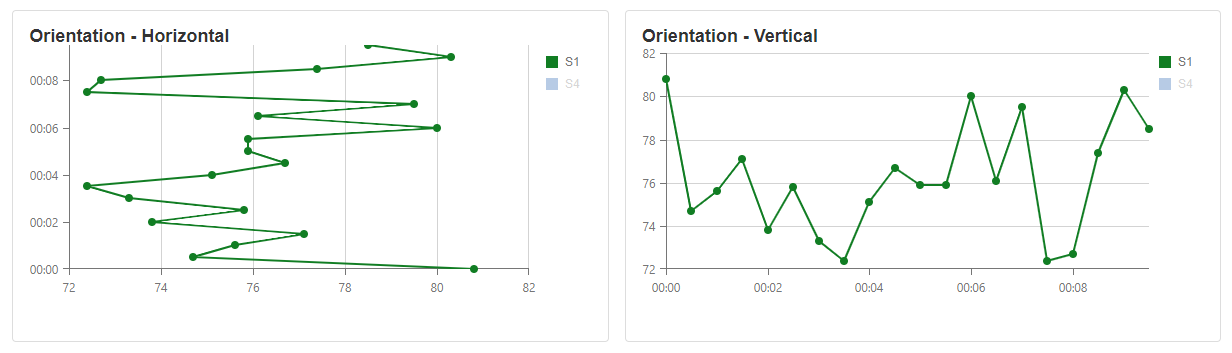 Orientation - Horizontal
S1
S4
00:08
00:06
00:04
00:02
00:00
72 74 76 78 80 82
Orientation - Vertical
S1
S4
82
80
78
76
74
72
00:00 00:02 00:04 00:06 00:08